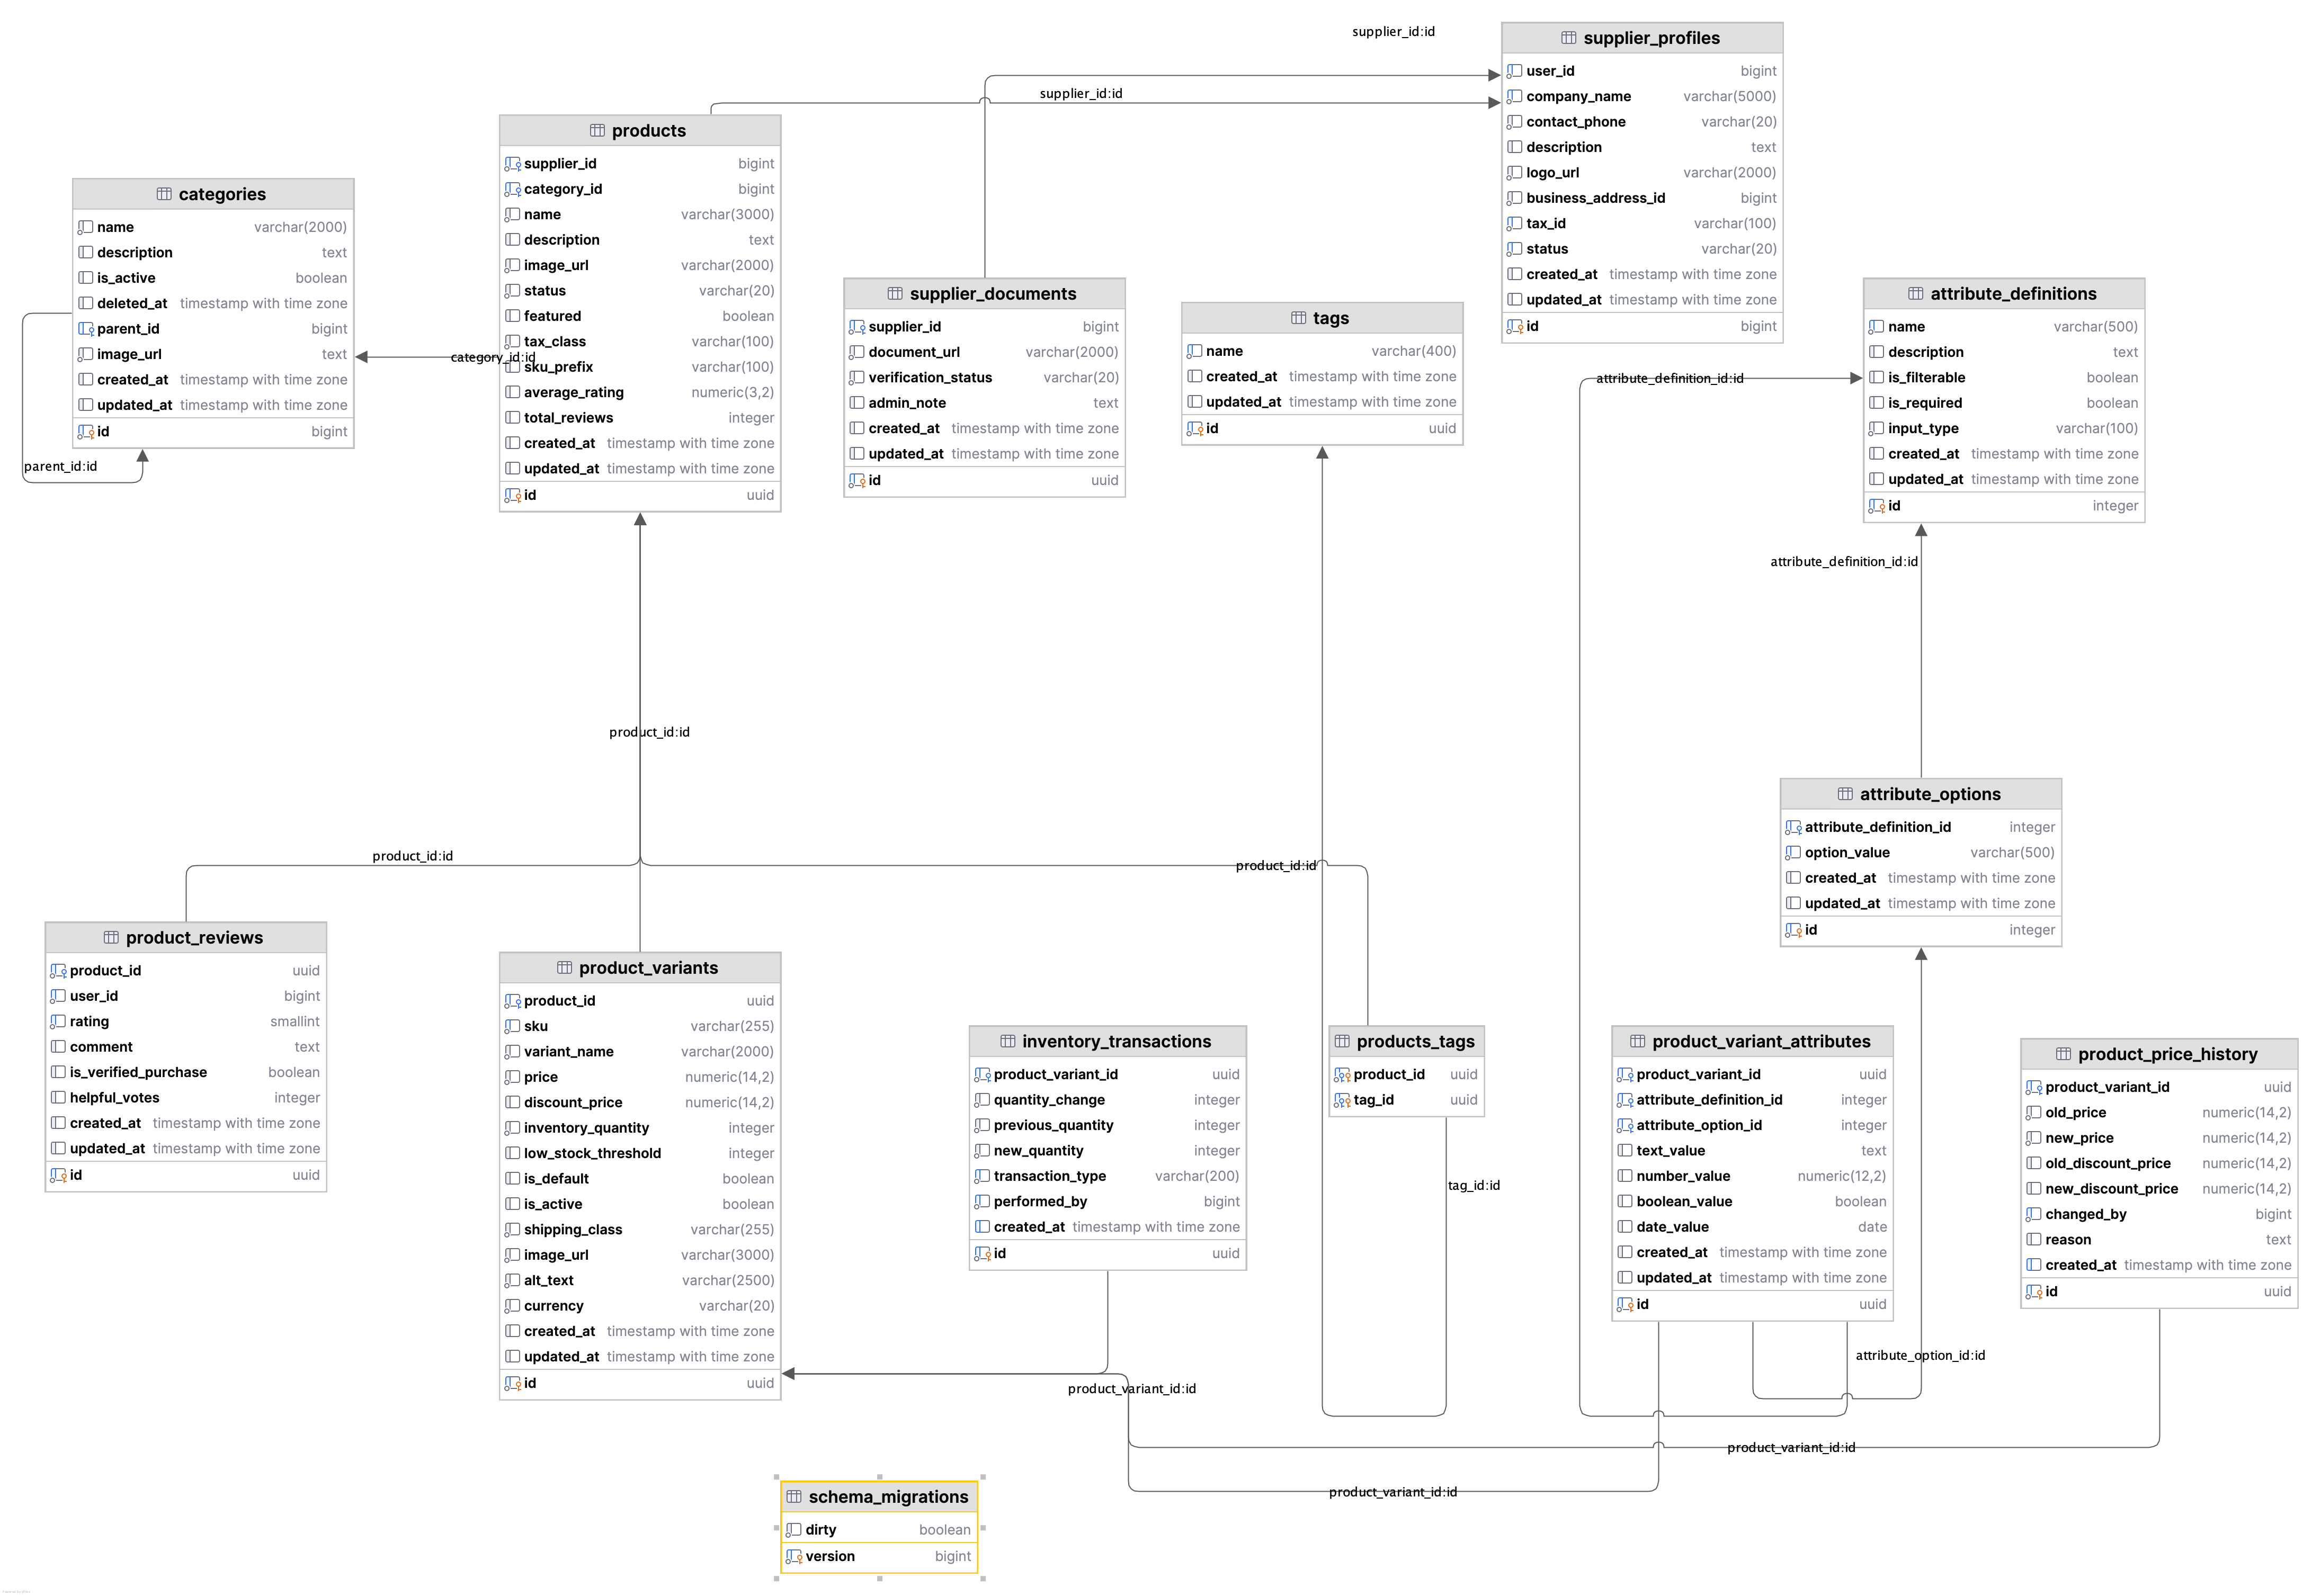 supplier_id:id
supplier_profiles
user_id bigint
company_name varchar(5000)
contact_phone varchar(20)
description text
logo_url varchar(2000)
business_address_id bigint
tax_id varchar(100)
status varchar(20)
created_at timestamp with time zone
updated_at timestamp with time zone
id bigint
supplier_id:id
products
supplier_id bigint
category_id bigint
name varchar(3000)
description text
image_url varchar(2000)
status varchar(20)
featured boolean
tax_class varchar(100)
sku_prefix varchar(100)
average_rating numeric(3,2)
total_reviews integer
created_at timestamp with time zone
updated_at timestamp with time zone
id uuid
categories
name varchar(2000)
description text
is_active boolean
deleted_at timestamp with time zone
parent_id bigint
image_url text
created_at timestamp with time zone
updated_at timestamp with time zone
id bigint
category_id:id
parent_id:id
supplier_documents
supplier_id bigint
document_url varchar(2000)
verification_status varchar(20)
admin_note text
created_at timestamp with time zone
updated_at timestamp with time zone
id uuid
tags
name varchar(400)
created_at timestamp with time zone
updated_at timestamp with time zone
id uuid
attribute_definitions
name varchar(500)
description text
is_filterable boolean
is_required boolean
input_type varchar(100)
created_at timestamp with time zone
updated_at timestamp with time zone
id integer
attribute_definition_id:id
attribute_definition_id:id
product_id:id
attribute_options
attribute_definition_id integer
option_value varchar(500)
created_at timestamp with time zone
updated_at timestamp with time zone
id integer
product_id:id
product_id:id
product_reviews
product_id uuid
user_id bigint
rating smallint
comment text
is_verified_purchase boolean
helpful_votes integer
created_at timestamp with time zone
updated_at timestamp with time zone
id uuid
product_variants
product_id uuid
sku varchar(255)
variant_name varchar(2000)
price numeric(14,2)
discount_price numeric(14,2)
inventory_quantity integer
low_stock_threshold integer
is_default boolean
is_active boolean
shipping_class varchar(255)
image_url varchar(3000)
alt_text varchar(2500)
currency varchar(20)
created_at timestamp with time zone
updated_at timestamp with time zone
id uuid
inventory_transactions
product_variant_id uuid
quantity_change integer
previous_quantity integer
new_quantity integer
transaction_type varchar(200)
performed_by bigint
created_at timestamp with time zone
id uuid
products_tags
product_id uuid
tag_id uuid
tag_id:id
product_variant_attributes
product_variant_id uuid
attribute_definition_id integer
attribute_option_id integer
text_value text
number_value numeric(12,2)
boolean_value boolean
date_value date
created_at timestamp with time zone
updated_at timestamp with time zone
id uuid
product_price_history
product_variant_id uuid
old_price numeric(14,2)
new_price numeric(14,2)
old_discount_price numeric(14,2)
new_discount_price numeric(14,2)
changed_by bigint
reason text
created_at timestamp with time zone
id uuid
attribute_option_id:id
product_variant_id:id
product_variant_id:id
product_variant_id:id
schema_migrations
dirty boolean
version bigint